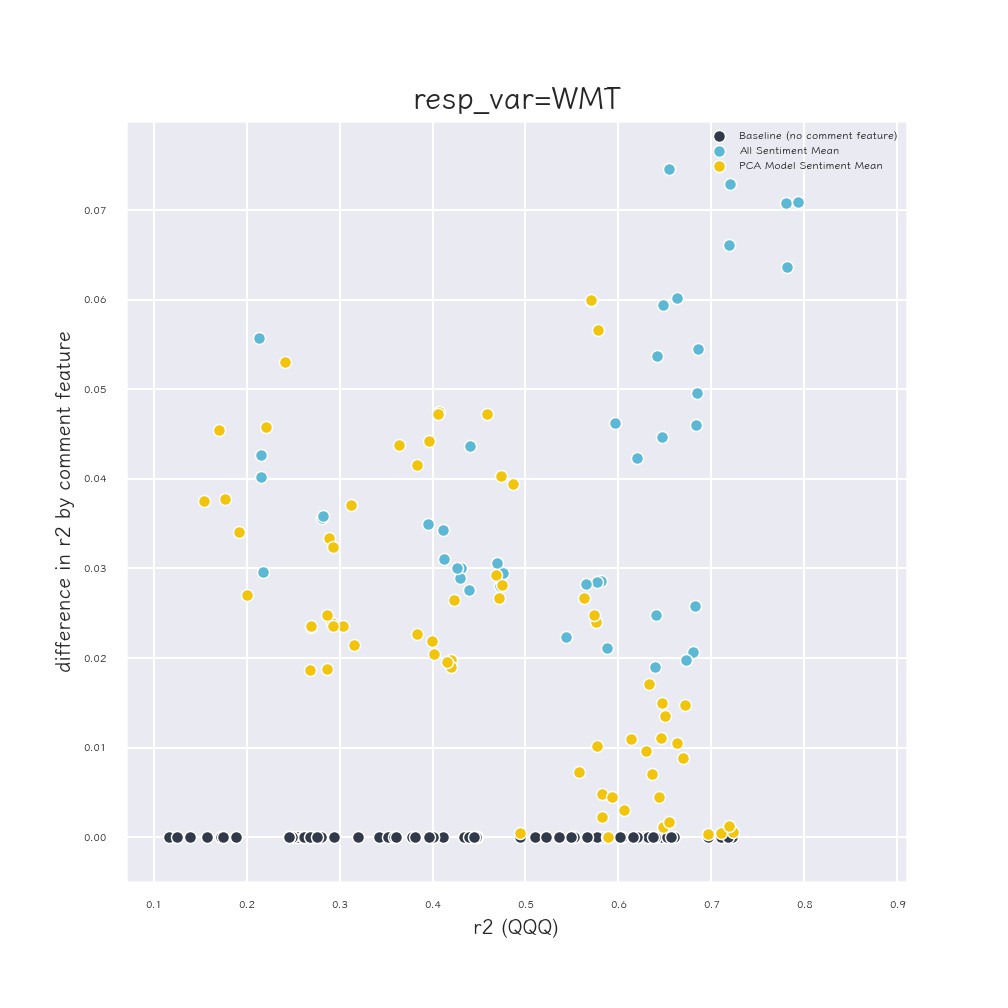 resp_var=WMT
Baseline (no comment feature)
All Sentiment Mean
PCA Model Sentiment Mean
difference in r2 by comment feature
0.07
0.06
0.05
0.04
0.03
0.02
0.01
0.00
0.1 0.2 0.3 0.4 0.5 0.6 0.7 0.8 0.9
r2 (QQQ)